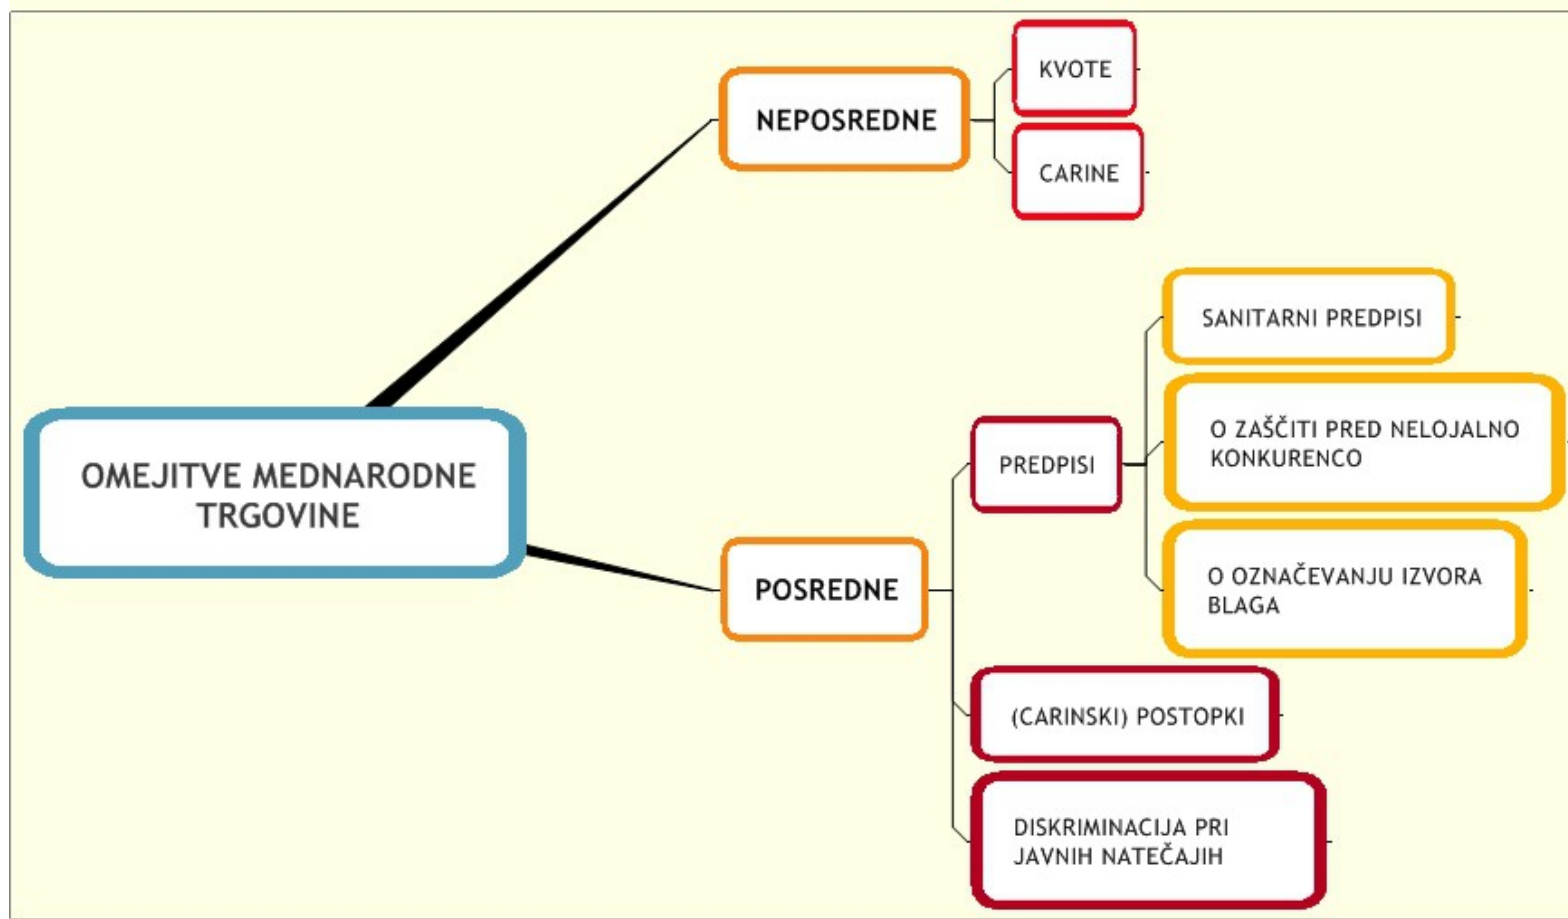 OMEJITVE MEDNARODNE
TRGOVINE
NEPOSREDNE
KVOTE
CARINE
POSREDNE
PREDPISI
SANITARNI PREDPISI
O ZAŠČITI PRED NELOJALNO
KONKURENCO
O OZNAČEVANJU IZVORA
BLAGA
(CARINSKI) POSTOPKI
DISKRIMINACIJA PRI
JAVNIH NATEČAJIH